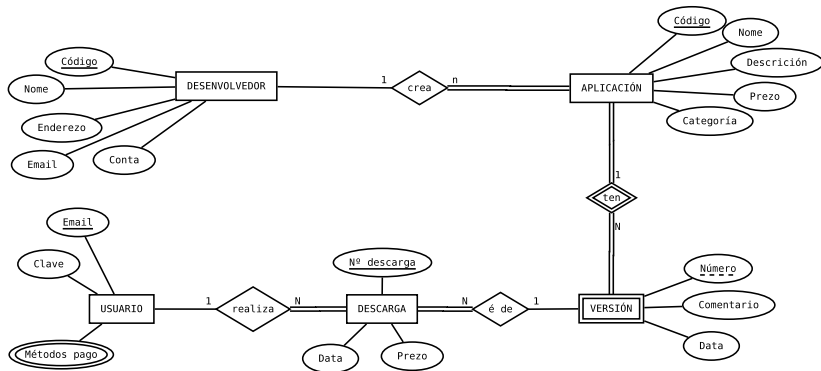 Código
Nome
Enderezo
Email
Conta
DESENVOLVEDOR
1
crea
n
APLICACIÓN
Código
Nome
Descrición
Prezo
Categoría
1
ten
N
Email
Clave
Métodos pago
USUARIO
1
realiza
N
DESCARGA
Nº descarga
Data
Prezo
N
é de
1
VERSIÓN
Número
Comentario
Data